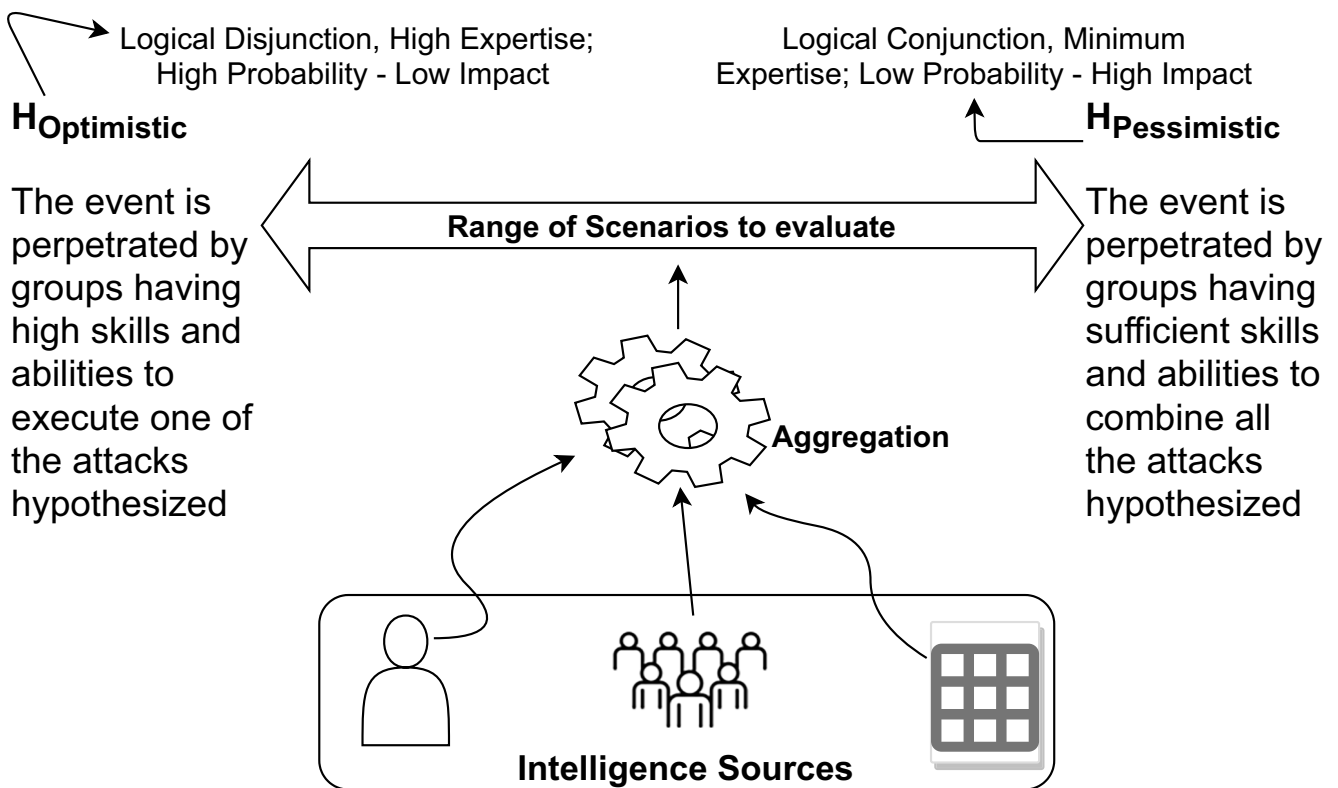 Logical Disjunction, High Expertise;
High Probability - Low Impact
Logical Conjunction, Minimum
Expertise; Low Probability - High Impact
HOptimistic
HPessimistic
The event is
perpetrated by
groups having
high skills and
abilities to
execute one of
the attacks
hypothesized
Range of Scenarios to evaluate
The event is
perpetrated by
groups having
sufficient skills
and abilities to
combine all
the attacks
hypothesized
Aggregation
Intelligence Sources